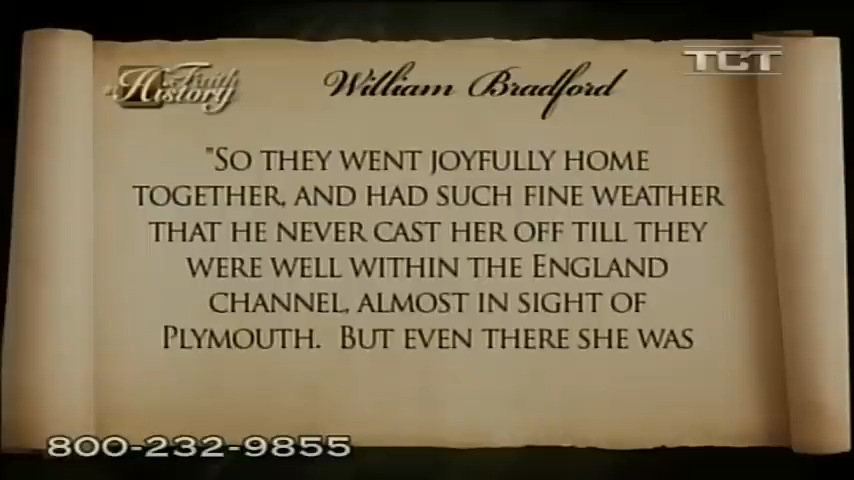 Faith in History
William Bradford
TCT
"SO THEY WENT JOYFULLY HOME
TOGETHER, AND HAD SUCH FINE WEATHER
THAT HE NEVER CAST HER OFF TILL THEY
WERE WELL WITHIN THE ENGLAND
CHANNEL, ALMOST IN SIGHT OF
PLYMOUTH. BUT EVEN THERE SHE WAS
800-232-9855